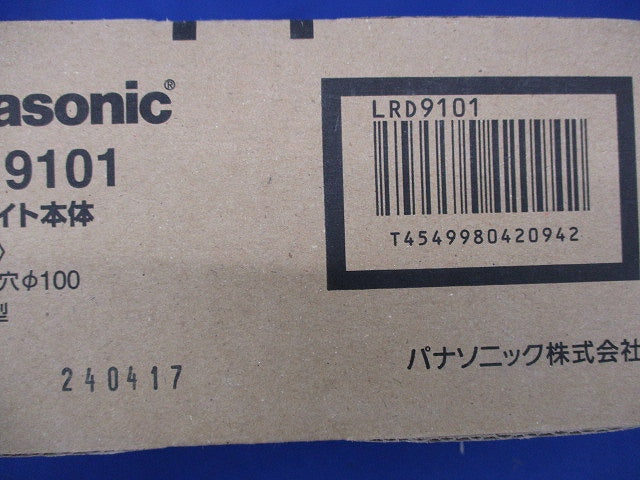 asonic®
9101
イト本体
〉
穴Φ100
型
240417
LRD9101
T4549980420942
パナソニック株式会社